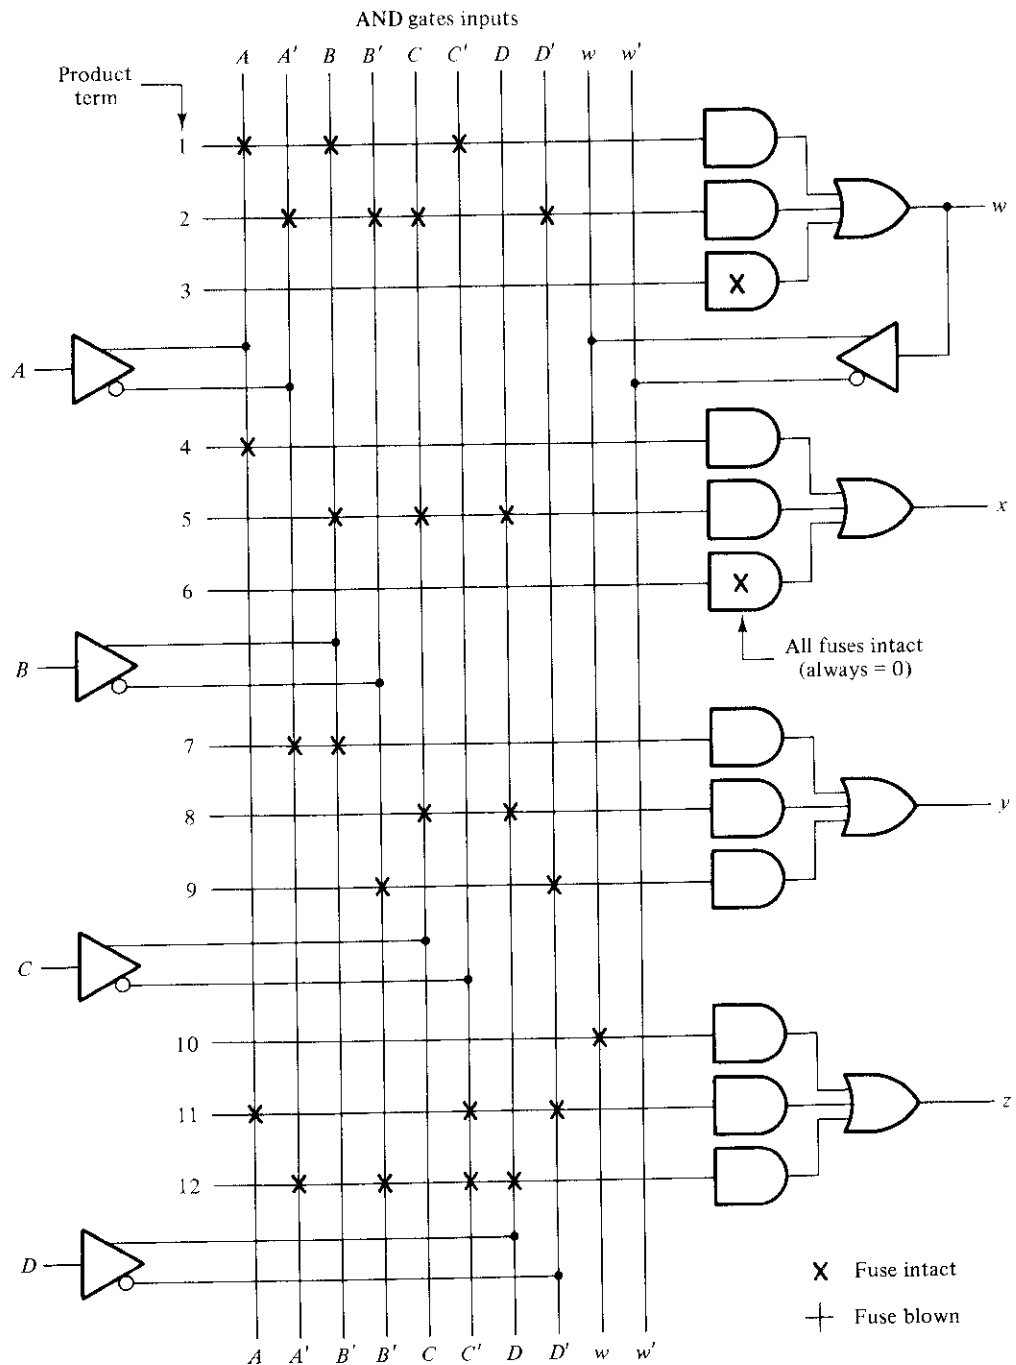 AND gates inputs
A A' B B' C C' D D' w w'
Product
term
1
2
w
3
A
4
5
x
6
All fuses intact
(always = 0)
B
7
8
y
9
C
10
11
z
12
D
Fuse intact
Fuse blown
A A' B' B' C C' D D' w w'